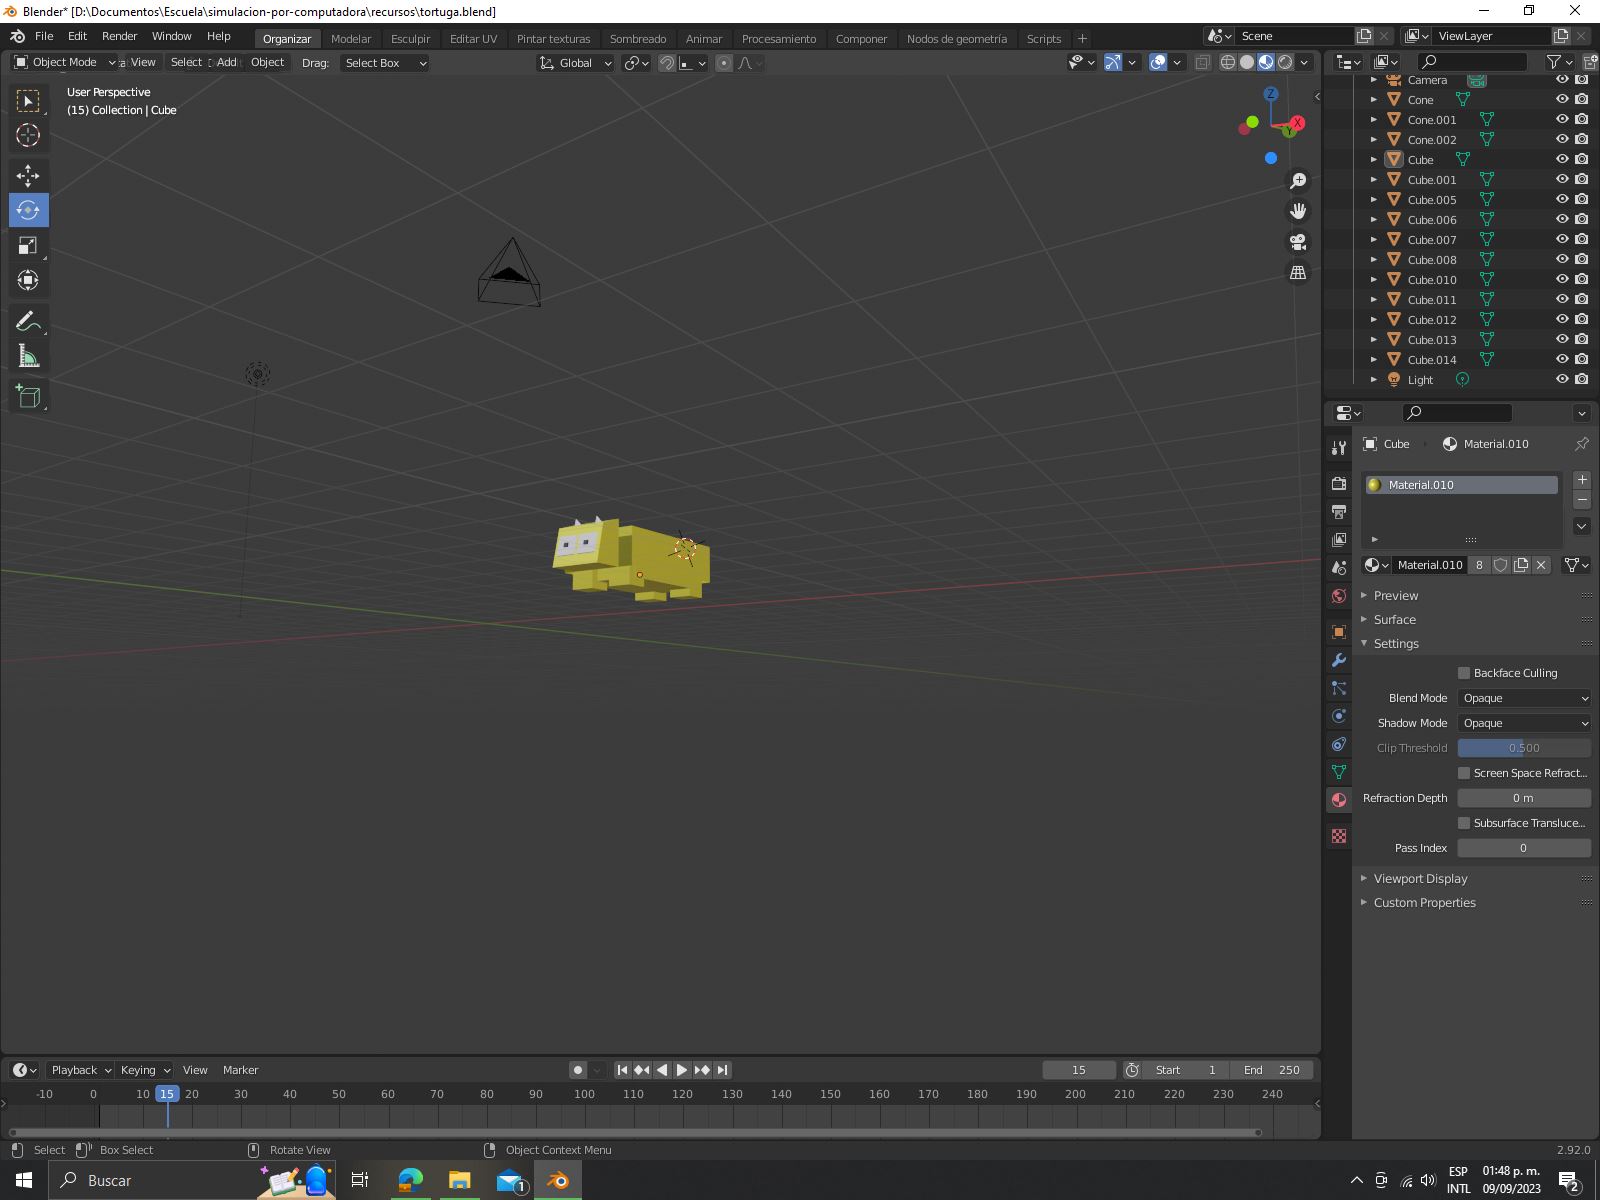 Blender* [D:\Documentos\Escuela\simulacion-por-computadora\recursos\tortuga.blend]
File Edit Render Window Help Organizar Modelar Esculpir Editar UV Pintar texturas Sombreado Animar Procesamiento Componer Nodos de geometría Scripts + Scene ViewLayer
Object Mode View Select Add Object Drag: Select Box Global
User Perspective
(15) Collection | Cube
Z
X
Y
Camera
Cone
Cone.001
Cone.002
Cube
Cube.001
Cube.005
Cube.006
Cube.007
Cube.008
Cube.010
Cube.011
Cube.012
Cube.013
Cube.014
Light
Cube Material.010
Material.010
Material.010 8
Preview
Surface
Settings
Backface Culling
Blend Mode Opaque
Shadow Mode Opaque
Clip Threshold 0.500
Screen Space Refract...
Refraction Depth 0 m
Subsurface Transluce...
Pass Index 0
Viewport Display
Custom Properties
Playback Keying View Marker 15 Start 1 End 250
-10 0 10 15 20 30 40 50 60 70 80 90 100 110 120 130 140 150 160 170 180 190 200 210 220 230 240
Select Box Select Rotate View Object Context Menu 2.92.0
Buscar 1 ESP INTL 01:48 p. m. 09/09/2023 2